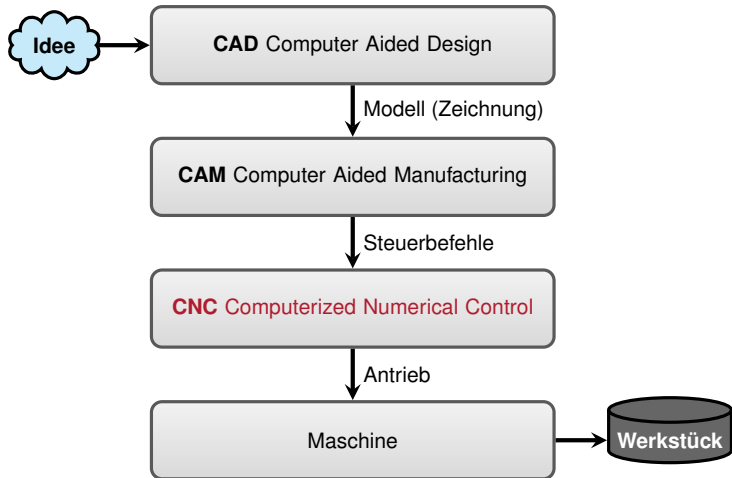 Idee
CAD Computer Aided Design
Modell (Zeichnung)
CAM Computer Aided Manufacturing
Steuerbefehle
CNC Computerized Numerical Control
Antrieb
Maschine
Werkstück